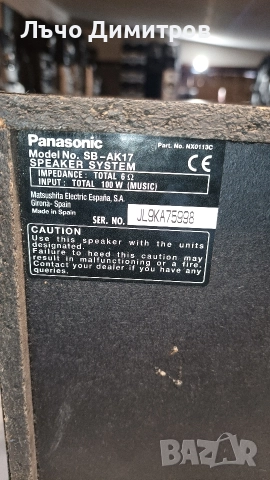 Лъчо Димитров
Panasonic
Part. No. NX0113C
Model No. SB-AK17
SPEAKER SYSTEM
CE
IMPEDANCE: TOTAL 6 Ω
INPUT: TOTAL 100 W (MUSIC)
Matsushita Electric España, S.A.
Girona- Spain
Made in Spain
SER. NO. JL9KA75998
CAUTION
Use this speaker with the units
designated.
Failure to heed this caution may
result in malfunctioning or a fire.
Contact your dealer if you have any
queries.
BAZAR
bg